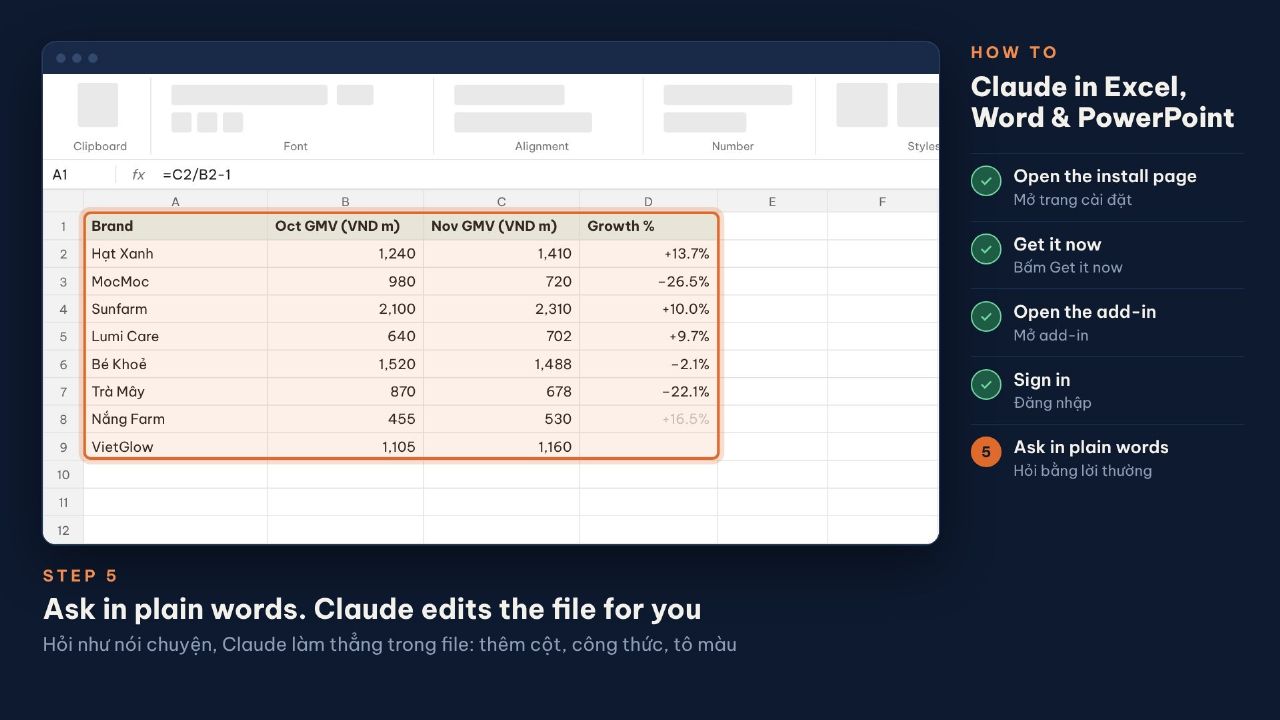 Clipboard
Font
Alignment
Number
Styles
A1 fx =C2/B2-1
A B C D E F
1 Brand Oct GMV (VND m) Nov GMV (VND m) Growth %
2 Hạt Xanh 1,240 1,410 +13.7%
3 MocMoc 980 720 −26.5%
4 Sunfarm 2,100 2,310 +10.0%
5 Lumi Care 640 702 +9.7%
6 Bé Khoẻ 1,520 1,488 −2.1%
7 Trà Mây 870 678 −22.1%
8 Nắng Farm 455 530 +16.5%
9 VietGlow 1,105 1,160
10
11
12
STEP 5
Ask in plain words. Claude edits the file for you
Hỏi như nói chuyện, Claude làm thẳng trong file: thêm cột, công thức, tô màu
HOW TO
Claude in Excel,
Word & PowerPoint
Open the install page
Mở trang cài đặt
Get it now
Bấm Get it now
Open the add-in
Mở add-in
Sign in
Đăng nhập
5 Ask in plain words
Hỏi bằng lời thường